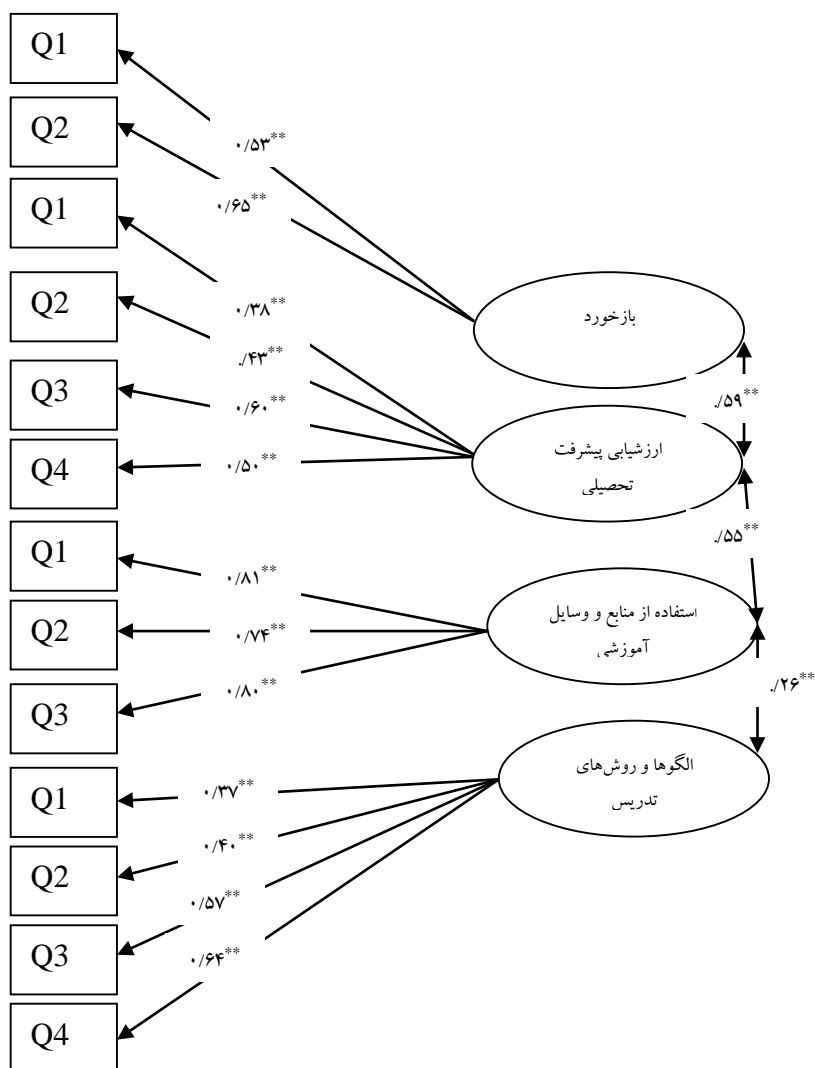 Q1
Q2
۰/۵۳**
Q1
۰/۶۵**
Q2
۰/۳۸**
بازخورد
./۴۳**
Q3
./۵۹**
۰/۶۰**
ارزشیابی پیشرفت
تحصیلی
Q4
۰/۵۰**
./۵۵**
Q1
۰/۸۱**
استفاده از منابع و وسایل
آموزشی
Q2
۰/۷۴**
./۲۶**
Q3
۰/۸۰**
الگوها و روش‌های
تدریس
Q1
۰/۳۷**
۰/۴۰**
Q2
۰/۵۷**
Q3
۰/۶۴**
Q4